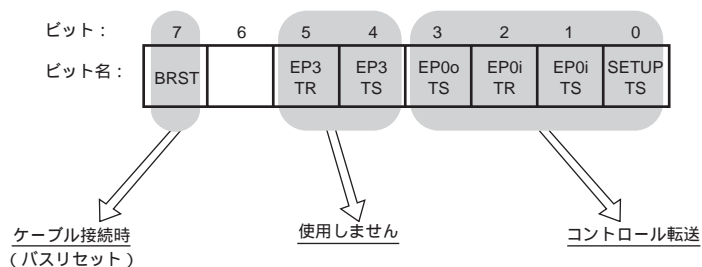 ビット： 7 6 5 4 3 2 1 0
ビット名： BRST EP3 TR EP3 TS EP0o TS EP0i TR EP0i TS SETUP TS
ケーブル接続時
（バスリセット）
使用しません
コントロール転送